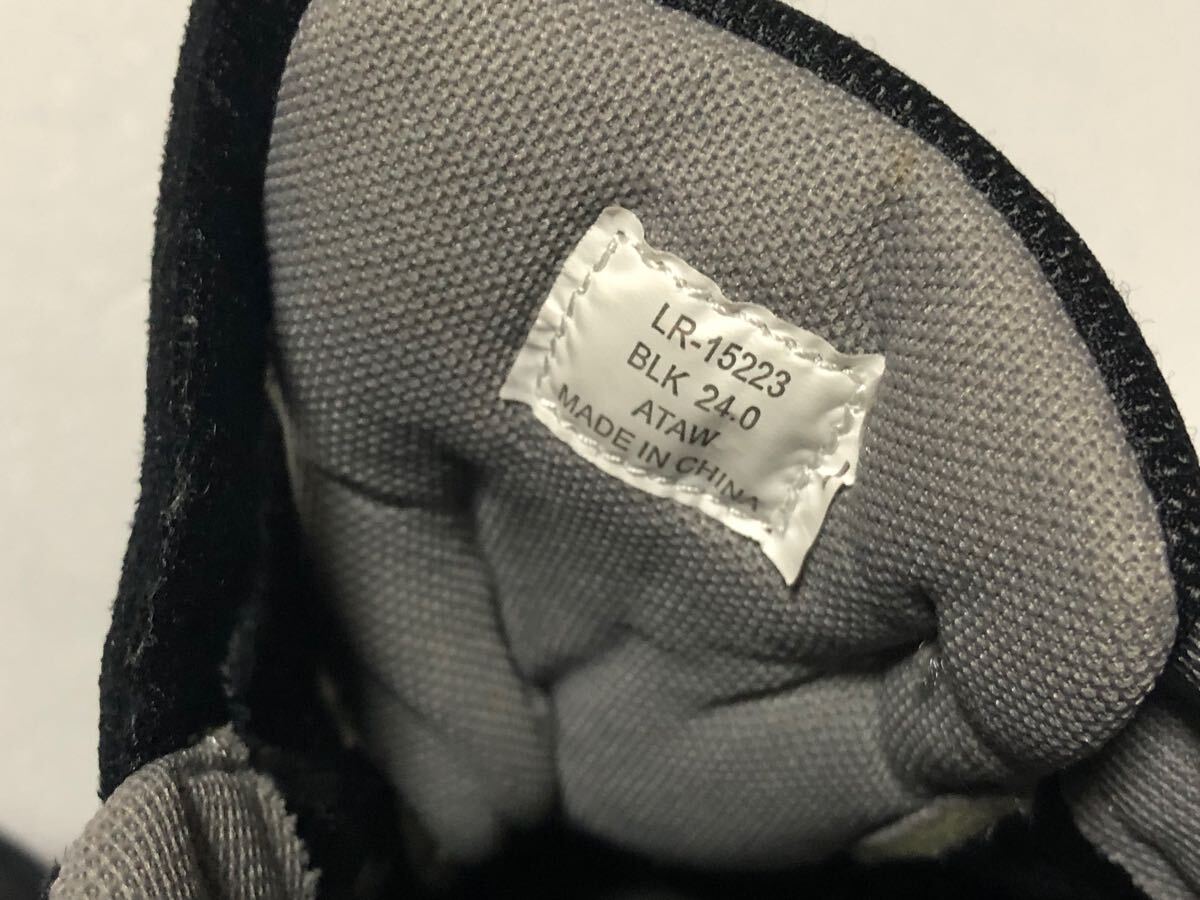 LR-15223
BLK 24.0
ATAW
MADE IN CHINA